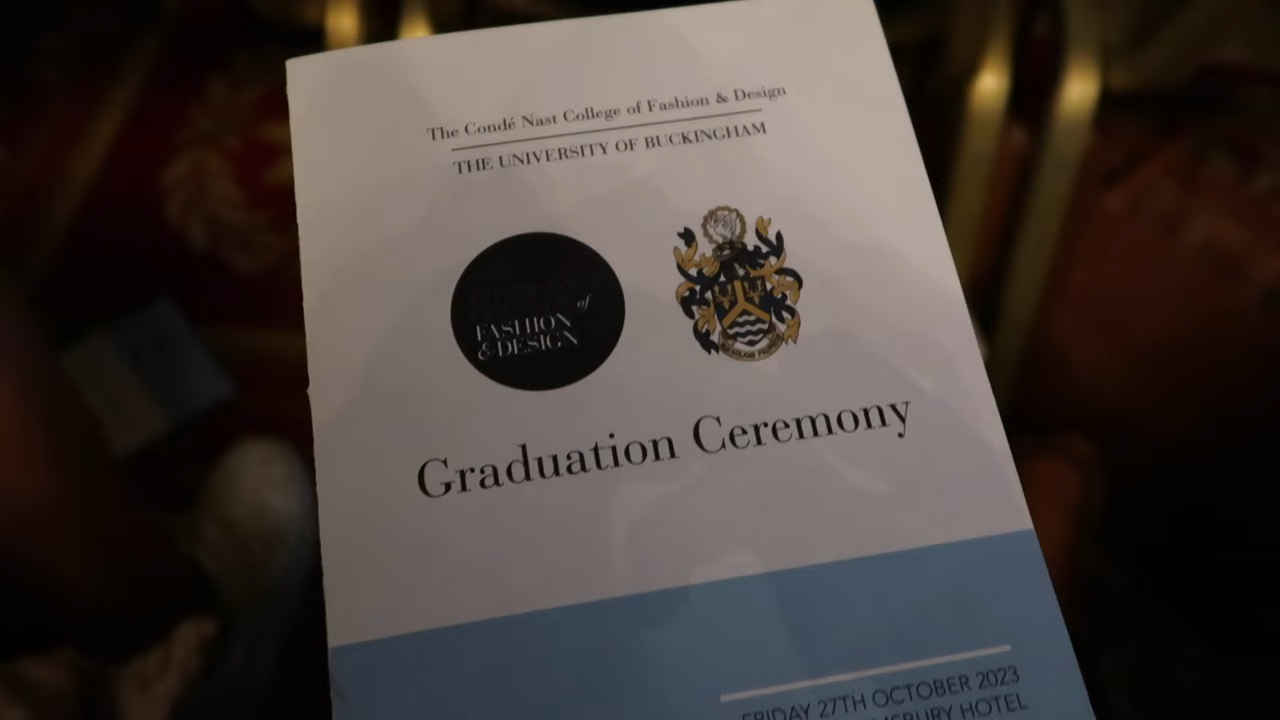 The Condé Nast College of Fashion & Design
THE UNIVERSITY OF BUCKINGHAM
of
FASHION
& DESIGN
Graduation Ceremony
FRIDAY 27TH OCTOBER 2023
HOTEL